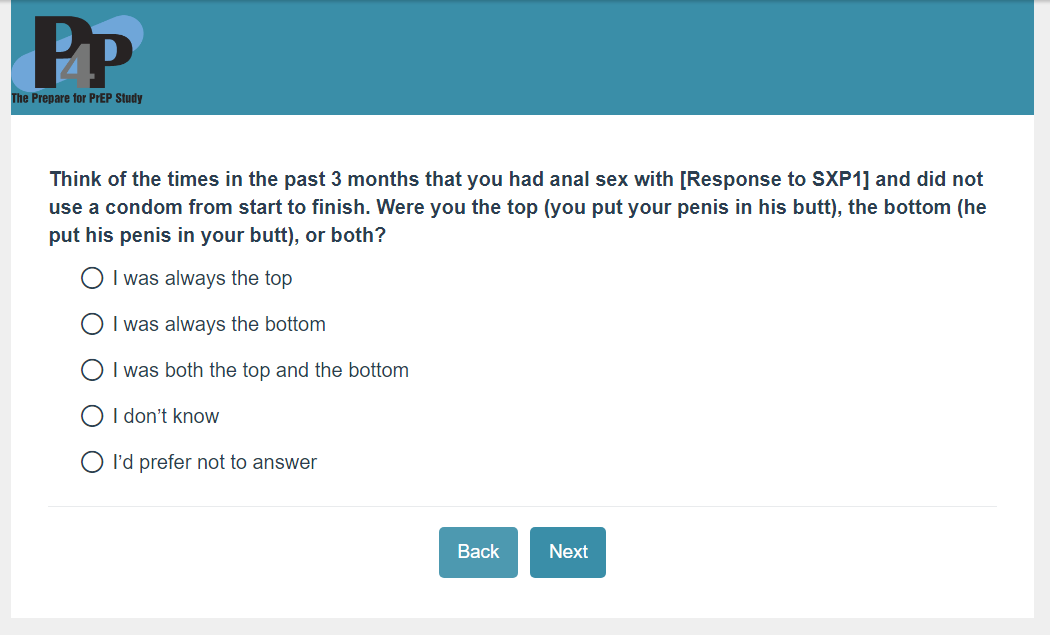 P4P
The Prepare for PrEP Study
Think of the times in the past 3 months that you had anal sex with [Response to SXP1] and did not
use a condom from start to finish. Were you the top (you put your penis in his butt), the bottom (he
put his penis in your butt), or both?
I was always the top
I was always the bottom
I was both the top and the bottom
I don’t know
I’d prefer not to answer
Back Next